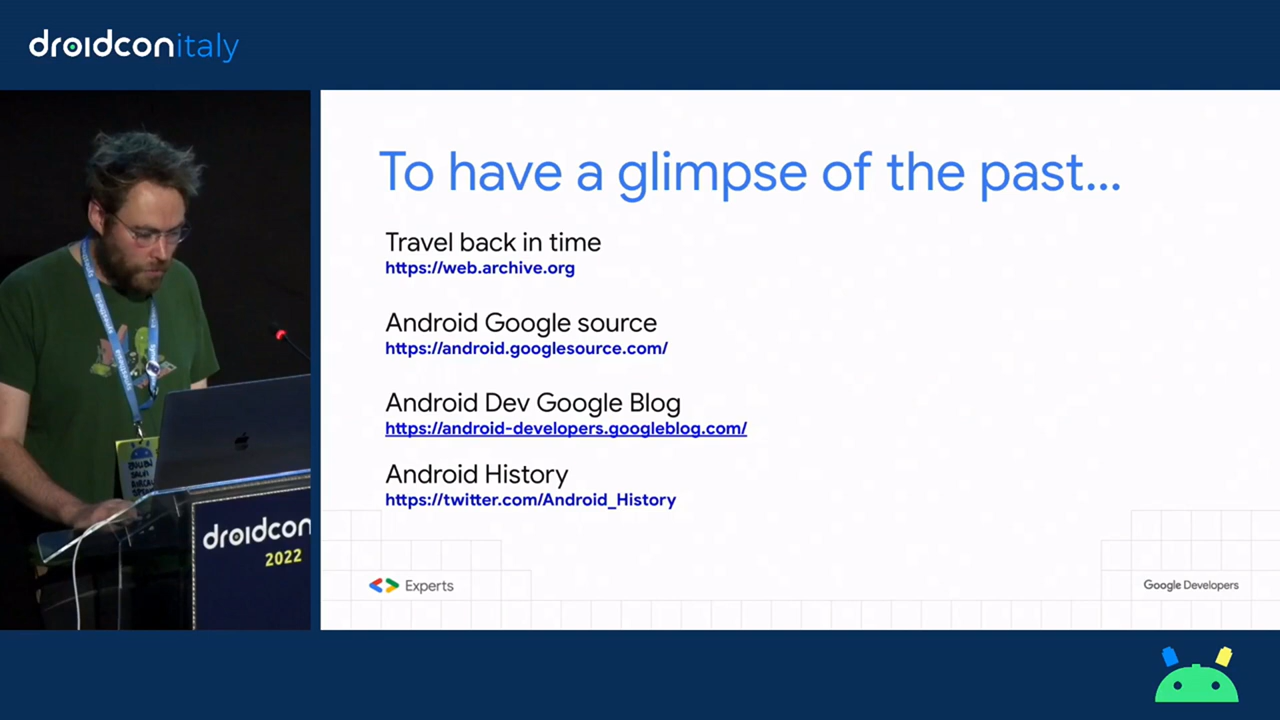 droidconitaly
To have a glimpse of the past...
Travel back in time
https://web.archive.org
Android Google source
https://android.googlesource.com/
Android Dev Google Blog
https://android-developers.googleblog.com/
Android History
https://twitter.com/Android_History
droidcon
2022
Experts
Google Developers